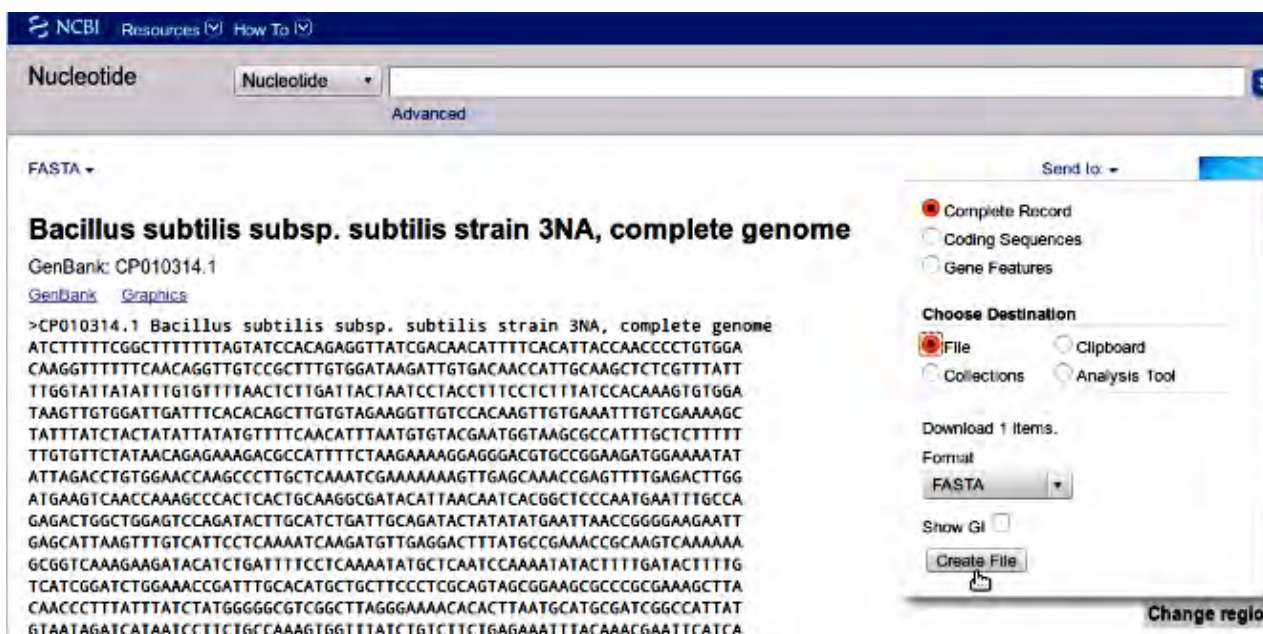 NCBI Resources How To
Nucleotide Nucleotide
Advanced
FASTA
Send to:
Bacillus subtilis subsp. subtilis strain 3NA, complete genome
GenBank: CP010314.1
GenBank Graphics
>CP010314.1 Bacillus subtilis subsp. subtilis strain 3NA, complete genome
ATCTTTTTCGGCTTTTTTTAGTATCCACAGAGGTTATCGACAACATTTTCACATTACCAACCCCTGTGGA
CAAGGTTTTTTCAACAGGTTGTCCGCTTTGTGGATAAGATTGTGACAACCATTGCAAGCTCTCGTTTATT
TTGGTATTATATTTGTGTTTTAACTCTTGATTACTAATCCTACCTTTCCTCTTTATCCACAAAGTGTGGA
TAAGTTGTGGATTGATTTCACACAGCTTGTGTAGAAGGTTGTCCACAAGTTGTGAAATTTGTCGAAAAGC
TATTTATCTACTATATTATATGTTTTCAACATTTAATGTGTACGAATGGTAAGCGCCATTTGCTCTTTTT
TTGTGTTCTATAACAGAGAAAGACGCCATTTTCTAAGAAAAGGAGGGACGTGCCGGAAGATGGAAAATAT
ATTAGACCTGTGGAACCAAGCCCTTGCTCAAATCGAAAAAAAGTTGAGCAAACCGAGTTTTGAGACTTGG
ATGAAGTCAACCAAAGCCCACTCACTGCAAGGCGATACATTAACAATCACGGCTCCCAATGAATTTGCCA
GAGACTGGCTGGAGTCCAGATACTTGCATCTGATTGCAGATACTATATATGAATTAACCGGGGAAGAATT
GAGCATTAAGTTTGTCATTCCTCAAAATCAAGATGTTGAGGACTTTATGCCGAAACCGCAAGTCAAAAAA
GCGGTCAAAGAAGATACATCTGATTTTCCTCAAAATATGCTCAATCCAAAATATACTTTTGATACTTTTG
TCATCGGATCTGGAAACCGATTTGCACATGCTGCTTCCCTCGCAGTAGCGGAAGCGCCCGCGAAAGCTTA
CAACCCTTTATTTATCTATGGGGGCGTCGGCTTAGGGAAAACACACTTAATGCATGCGATCGGCCATTAT
GTAATAGATCATAATCCTTCTGCCAAAGTGGTTTATCTGTCTTCTGAGAAATTTACAAACGAATTCATCA
Complete Record
Coding Sequences
Gene Features
Choose Destination
File Clipboard
Collections Analysis Tool
Download 1 items.
Format
FASTA
Show GI
Create File
Change regio